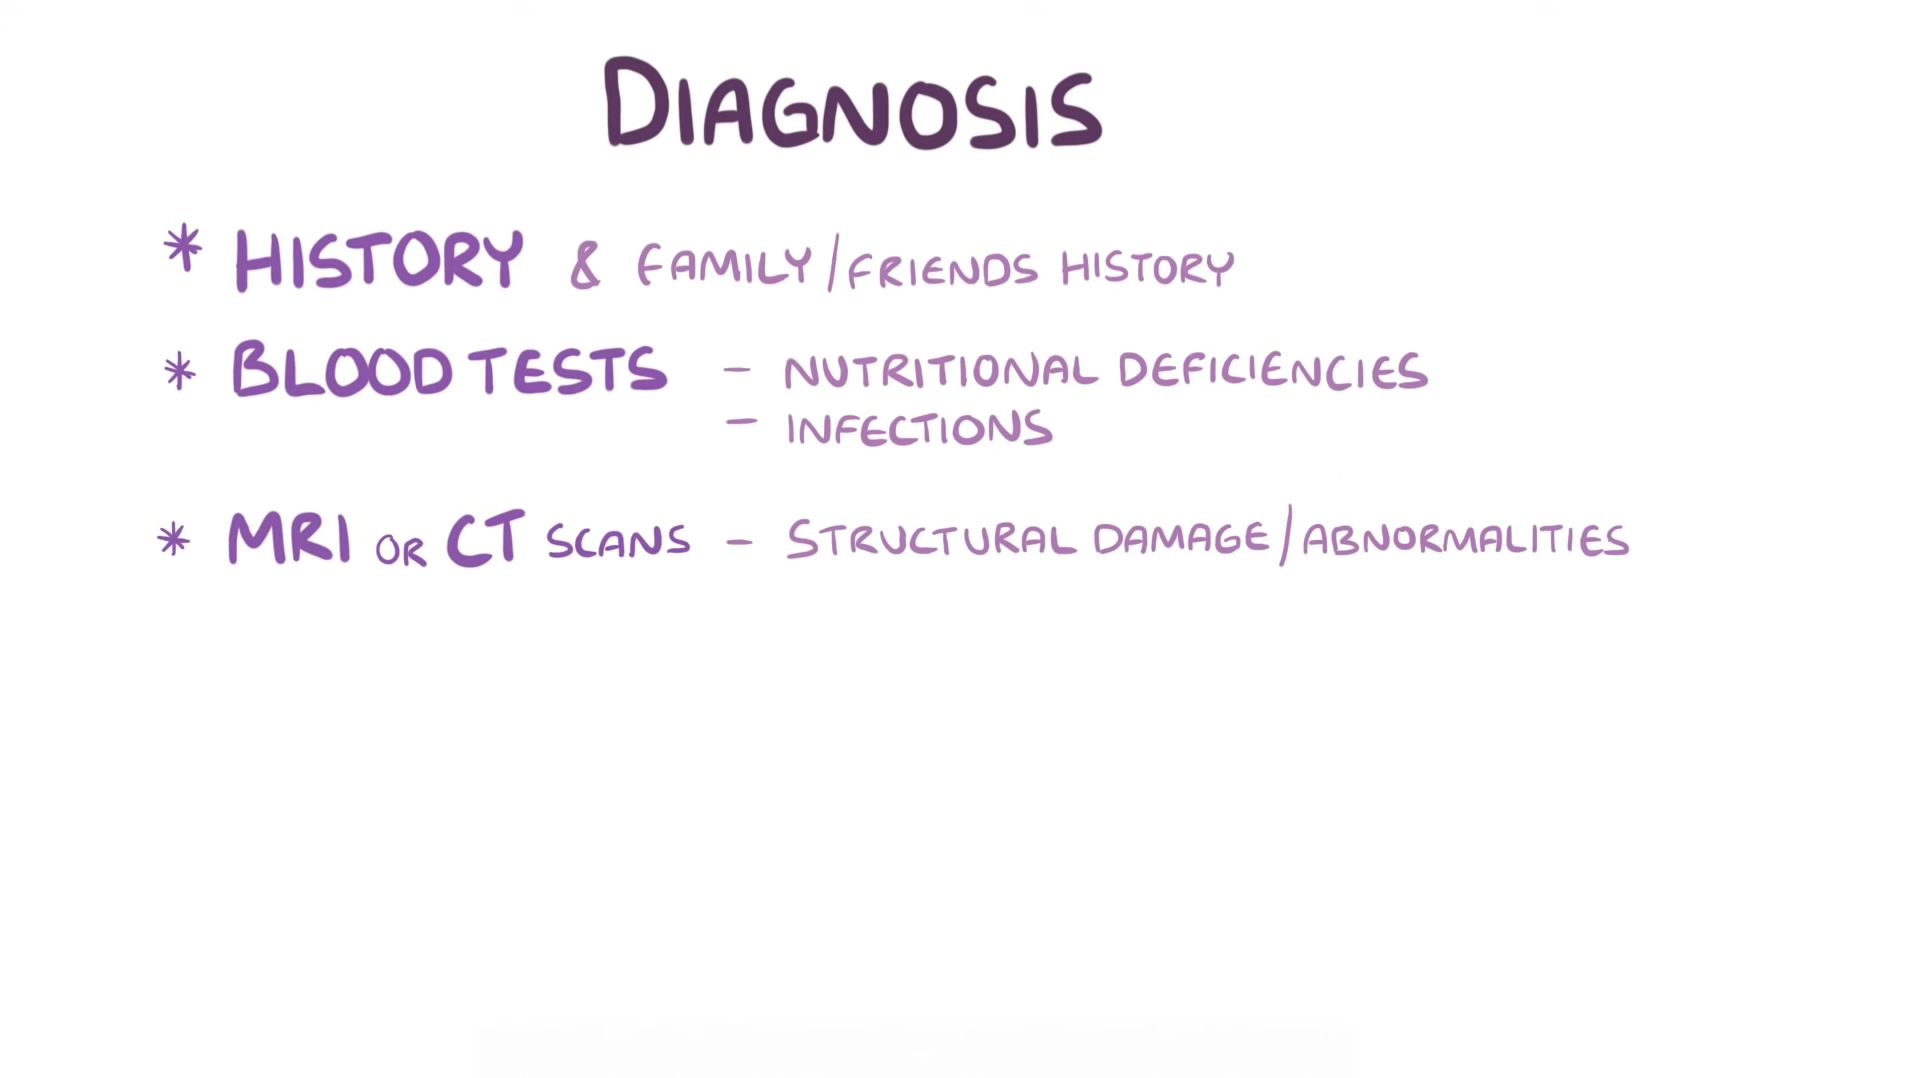 DIAGNOSIS
* HISTORY & FAMILY/FRIENDS HISTORY
* BLOOD TESTS - NUTRITIONAL DEFICIENCIES
- INFECTIONS
* MRI OR CT SCANS - STRUCTURAL DAMAGE/ABNORMALITIES